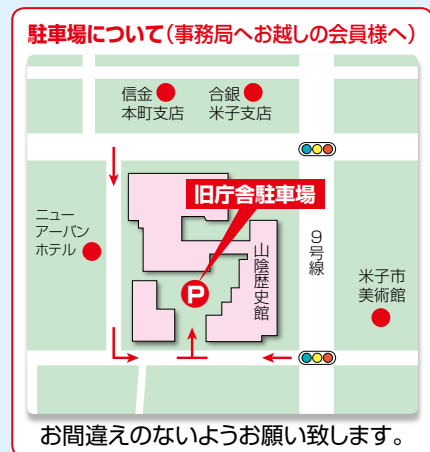 駐車場について(事務局へお越しの会員様へ)
信金
本町支店
合銀
米子支店
旧庁舎駐車場
ニュー
アーバン
ホテル
山陰歴史館
9号線
米子市
美術館
P
お間違えのないようお願い致します。